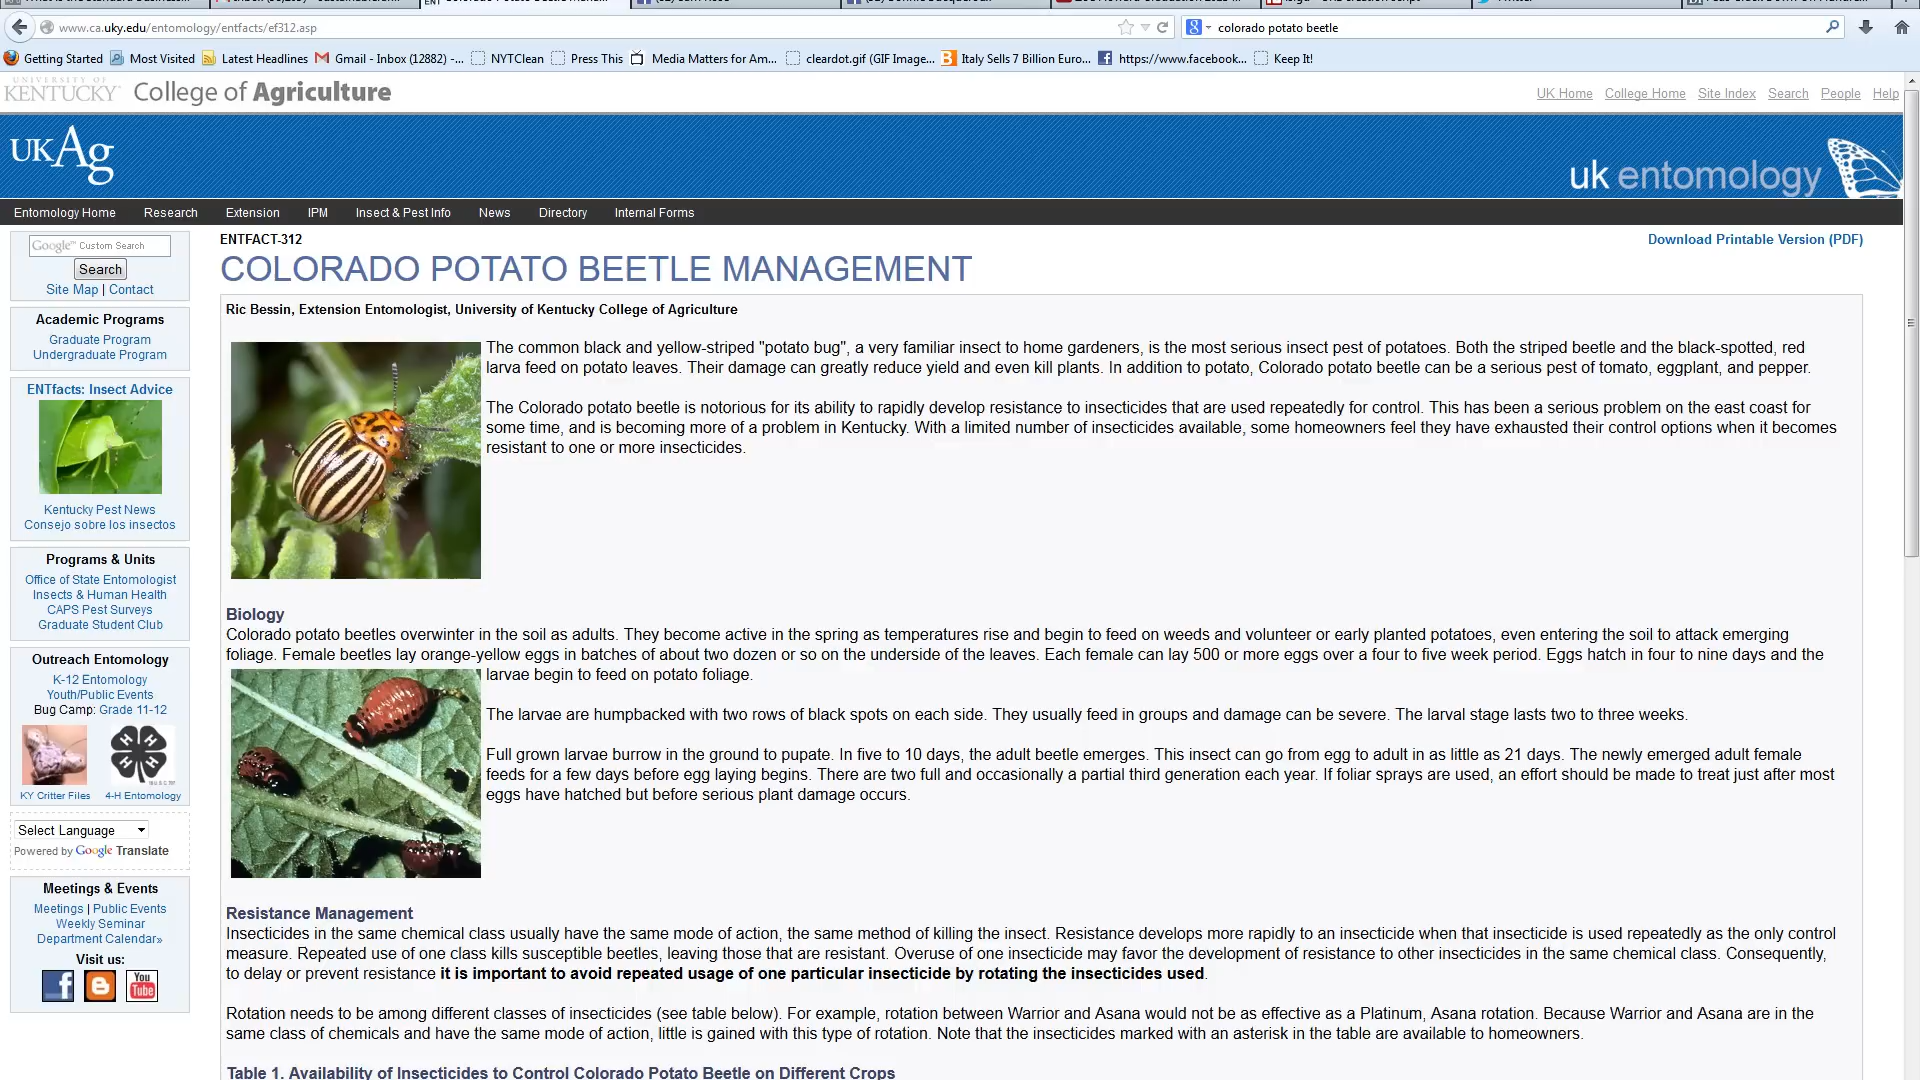 Colorado Potato Beetle Manage...
www.ca.uky.edu/entomology/entfacts/ef312.asp
colorado potato beetle
Getting Started Most Visited Latest Headlines Gmail - Inbox (12882) -... NYTClean Press This Media Matters for Am... cleardot.gif (GIF Image... Italy Sells 7 Billion Euro... https://www.facebook... Keep It!
UNIVERSITY OF
KENTUCKY College of Agriculture
UK Home College Home Site Index Search People Help
UKAg
uk entomology
Entomology Home Research Extension IPM Insect & Pest Info News Directory Internal Forms
Google™ Custom Search
Search
Site Map | Contact
Academic Programs
Graduate Program
Undergraduate Program
ENTfacts: Insect Advice
Kentucky Pest News
Consejo sobre los insectos
Programs & Units
Office of State Entomologist
Insects & Human Health
CAPS Pest Surveys
Graduate Student Club
Outreach Entomology
K-12 Entomology
Youth/Public Events
Bug Camp: Grade 11-12
H H H H
KY Critter Files 4-H Entomology
Select Language
Powered by Google Translate
Meetings & Events
Meetings | Public Events
Weekly Seminar
Department Calendar»
Visit us:
You Tube
ENTFACT-312
Download Printable Version (PDF)
COLORADO POTATO BEETLE MANAGEMENT
Ric Bessin, Extension Entomologist, University of Kentucky College of Agriculture
The common black and yellow-striped "potato bug", a very familiar insect to home gardeners, is the most serious insect pest of potatoes. Both the striped beetle and the black-spotted, red
larva feed on potato leaves. Their damage can greatly reduce yield and even kill plants. In addition to potato, Colorado potato beetle can be a serious pest of tomato, eggplant, and pepper.
The Colorado potato beetle is notorious for its ability to rapidly develop resistance to insecticides that are used repeatedly for control. This has been a serious problem on the east coast for
some time, and is becoming more of a problem in Kentucky. With a limited number of insecticides available, some homeowners feel they have exhausted their control options when it becomes
resistant to one or more insecticides.
Biology
Colorado potato beetles overwinter in the soil as adults. They become active in the spring as temperatures rise and begin to feed on weeds and volunteer or early planted potatoes, even entering the soil to attack emerging
foliage. Female beetles lay orange-yellow eggs in batches of about two dozen or so on the underside of the leaves. Each female can lay 500 or more eggs over a four to five week period. Eggs hatch in four to nine days and the
larvae begin to feed on potato foliage.
The larvae are humpbacked with two rows of black spots on each side. They usually feed in groups and damage can be severe. The larval stage lasts two to three weeks.
Full grown larvae burrow in the ground to pupate. In five to 10 days, the adult beetle emerges. This insect can go from egg to adult in as little as 21 days. The newly emerged adult female
feeds for a few days before egg laying begins. There are two full and occasionally a partial third generation each year. If foliar sprays are used, an effort should be made to treat just after most
eggs have hatched but before serious plant damage occurs.
Resistance Management
Insecticides in the same chemical class usually have the same mode of action, the same method of killing the insect. Resistance develops more rapidly to an insecticide when that insecticide is used repeatedly as the only control
measure. Repeated use of one class kills susceptible beetles, leaving those that are resistant. Overuse of one insecticide may favor the development of resistance to other insecticides in the same chemical class. Consequently,
to delay or prevent resistance it is important to avoid repeated usage of one particular insecticide by rotating the insecticides used.
Rotation needs to be among different classes of insecticides (see table below). For example, rotation between Warrior and Asana would not be as effective as a Platinum, Asana rotation. Because Warrior and Asana are in the
same class of chemicals and have the same mode of action, little is gained with this type of rotation. Note that the insecticides marked with an asterisk in the table are available to homeowners.
Table 1. Availability of Insecticides to Control Colorado Potato Beetle on Different Crops